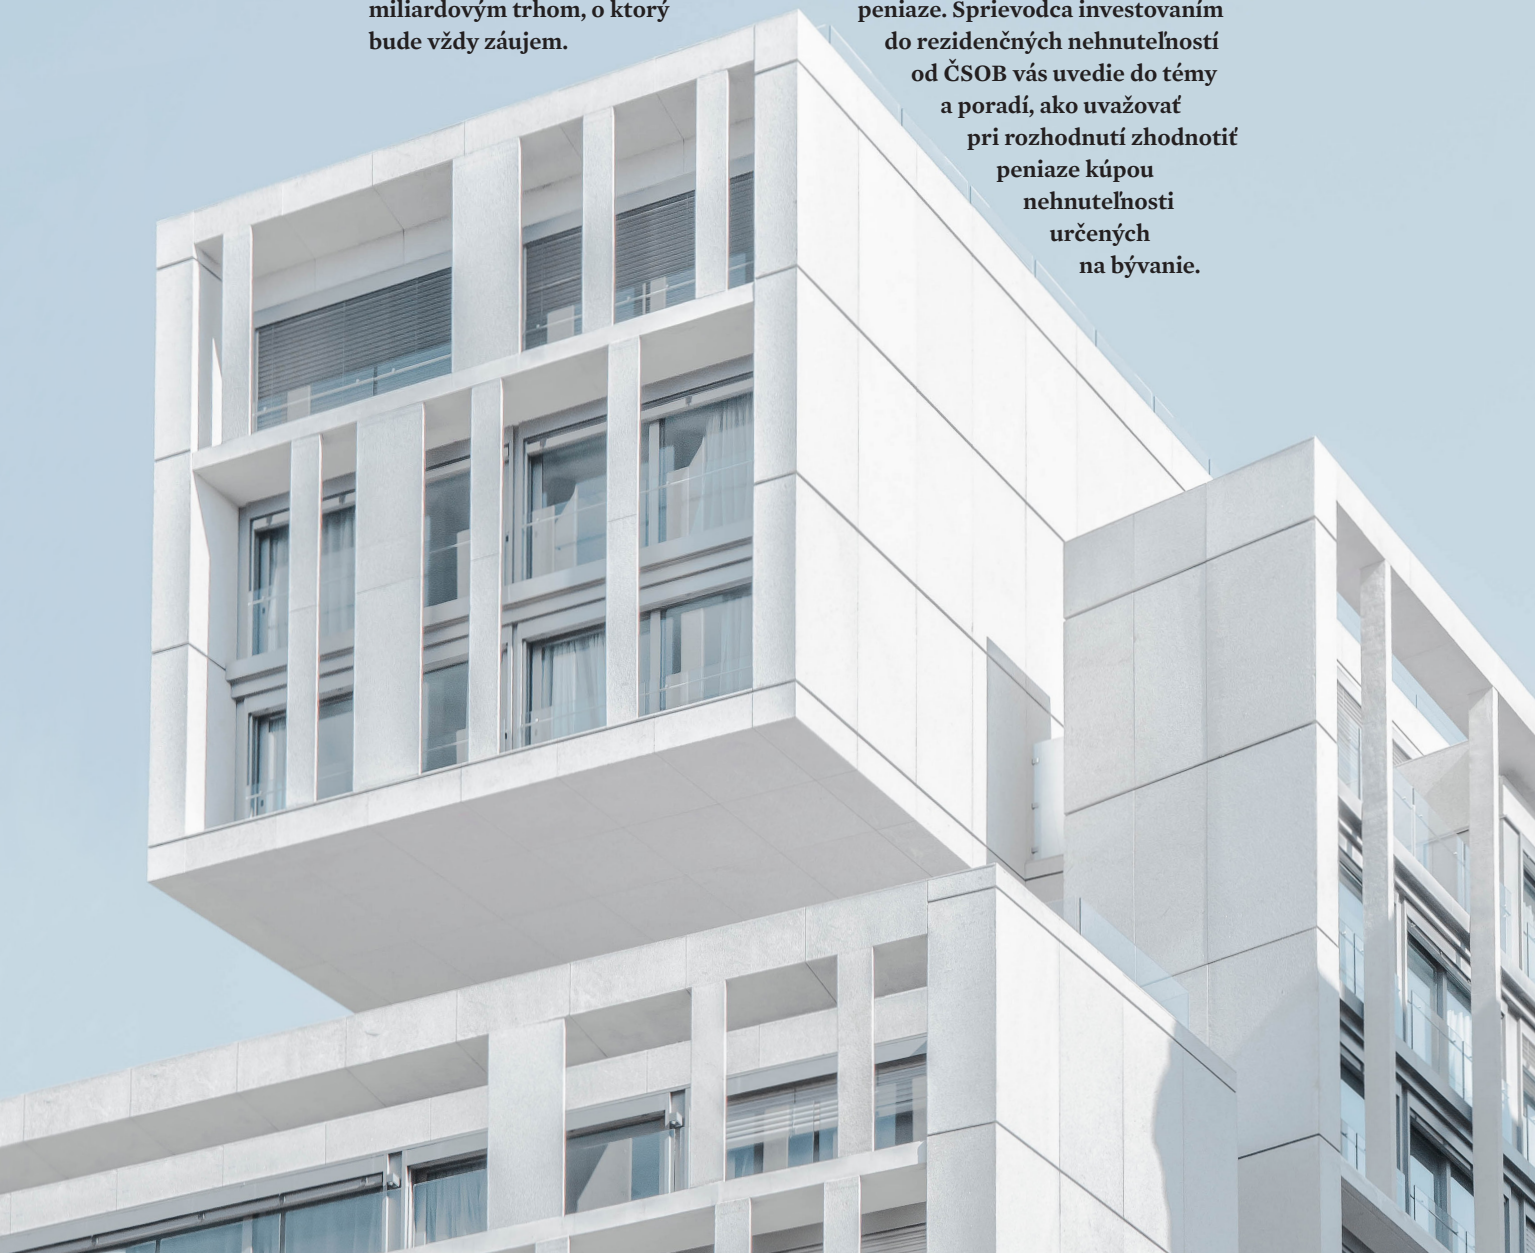 miliardovým trhom, o ktorý
bude vždy záujem.
peniaze. Sprievodca investovaním
do rezidenčných nehnuteľností
od ČSOB vás uvedie do témy
a poradí, ako uvažovať
pri rozhodnutí zhodnotiť
peniaze kúpou
nehnuteľnosti
určených
na bývanie.